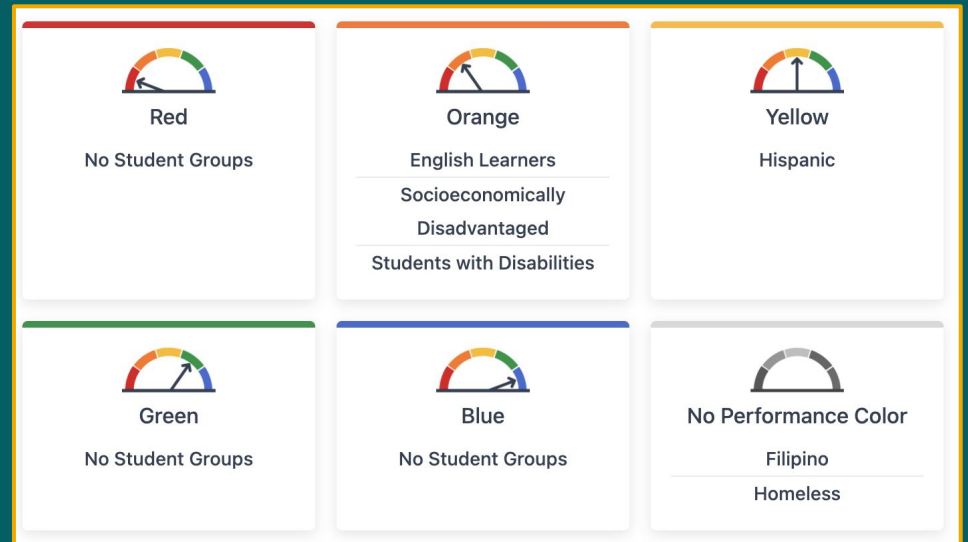 Red
No Student Groups
Orange
English Learners
Socioeconomically
Disadvantaged
Students with Disabilities
Yellow
Hispanic
Green
No Student Groups
Blue
No Student Groups
No Performance Color
Filipino
Homeless